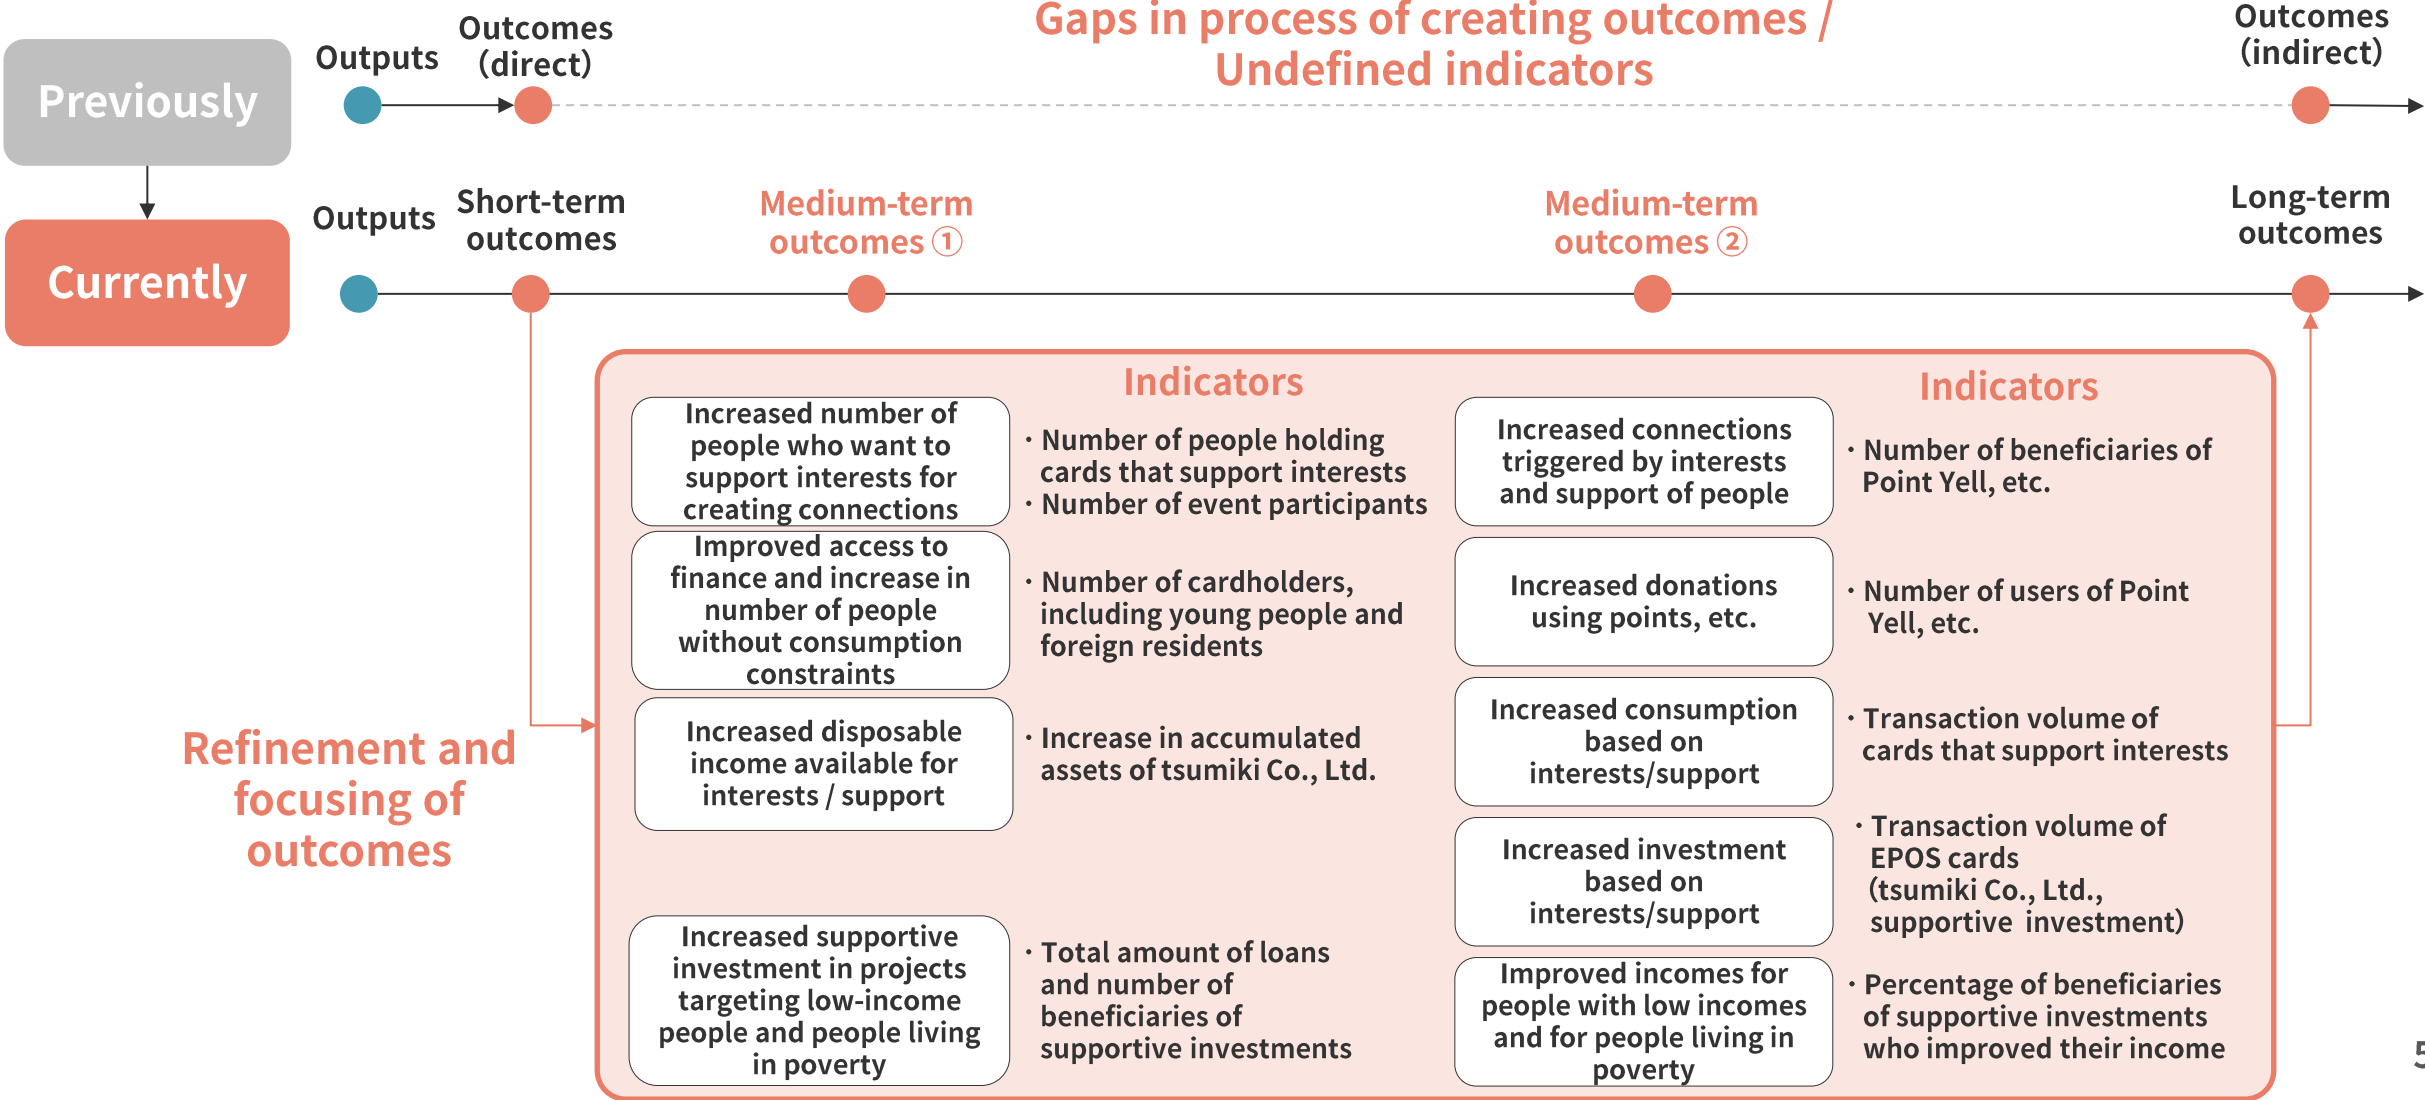 Gaps in process of creating outcomes /
Undefined indicators
Previously
Outputs
Outcomes
(direct)
Outcomes
(indirect)
Currently
Outputs
Short-term
outcomes
Medium-term
outcomes ①
Medium-term
outcomes ②
Long-term
outcomes
Refinement and
focusing of
outcomes
Indicators
Increased number of
people who want to
support interests for
creating connections
・Number of people holding
cards that support interests
・Number of event participants
Improved access to
finance and increase in
number of people
without consumption
constraints
・Number of cardholders,
including young people and
foreign residents
Increased disposable
income available for
interests / support
・Increase in accumulated
assets of tsumiki Co., Ltd.
Increased supportive
investment in projects
targeting low-income
people and people living
in poverty
・Total amount of loans
and number of
beneficiaries of
supportive investments
Indicators
Increased connections
triggered by interests
and support of people
・Number of beneficiaries of
Point Yell, etc.
Increased donations
using points, etc.
・Number of users of Point
Yell, etc.
Increased consumption
based on
interests/support
・Transaction volume of
cards that support interests
Increased investment
based on
interests/support
・Transaction volume of
EPOS cards
(tsumiki Co., Ltd.,
supportive investment)
Improved incomes for
people with low incomes
and for people living in
poverty
・Percentage of beneficiaries
of supportive investments
who improved their income
5